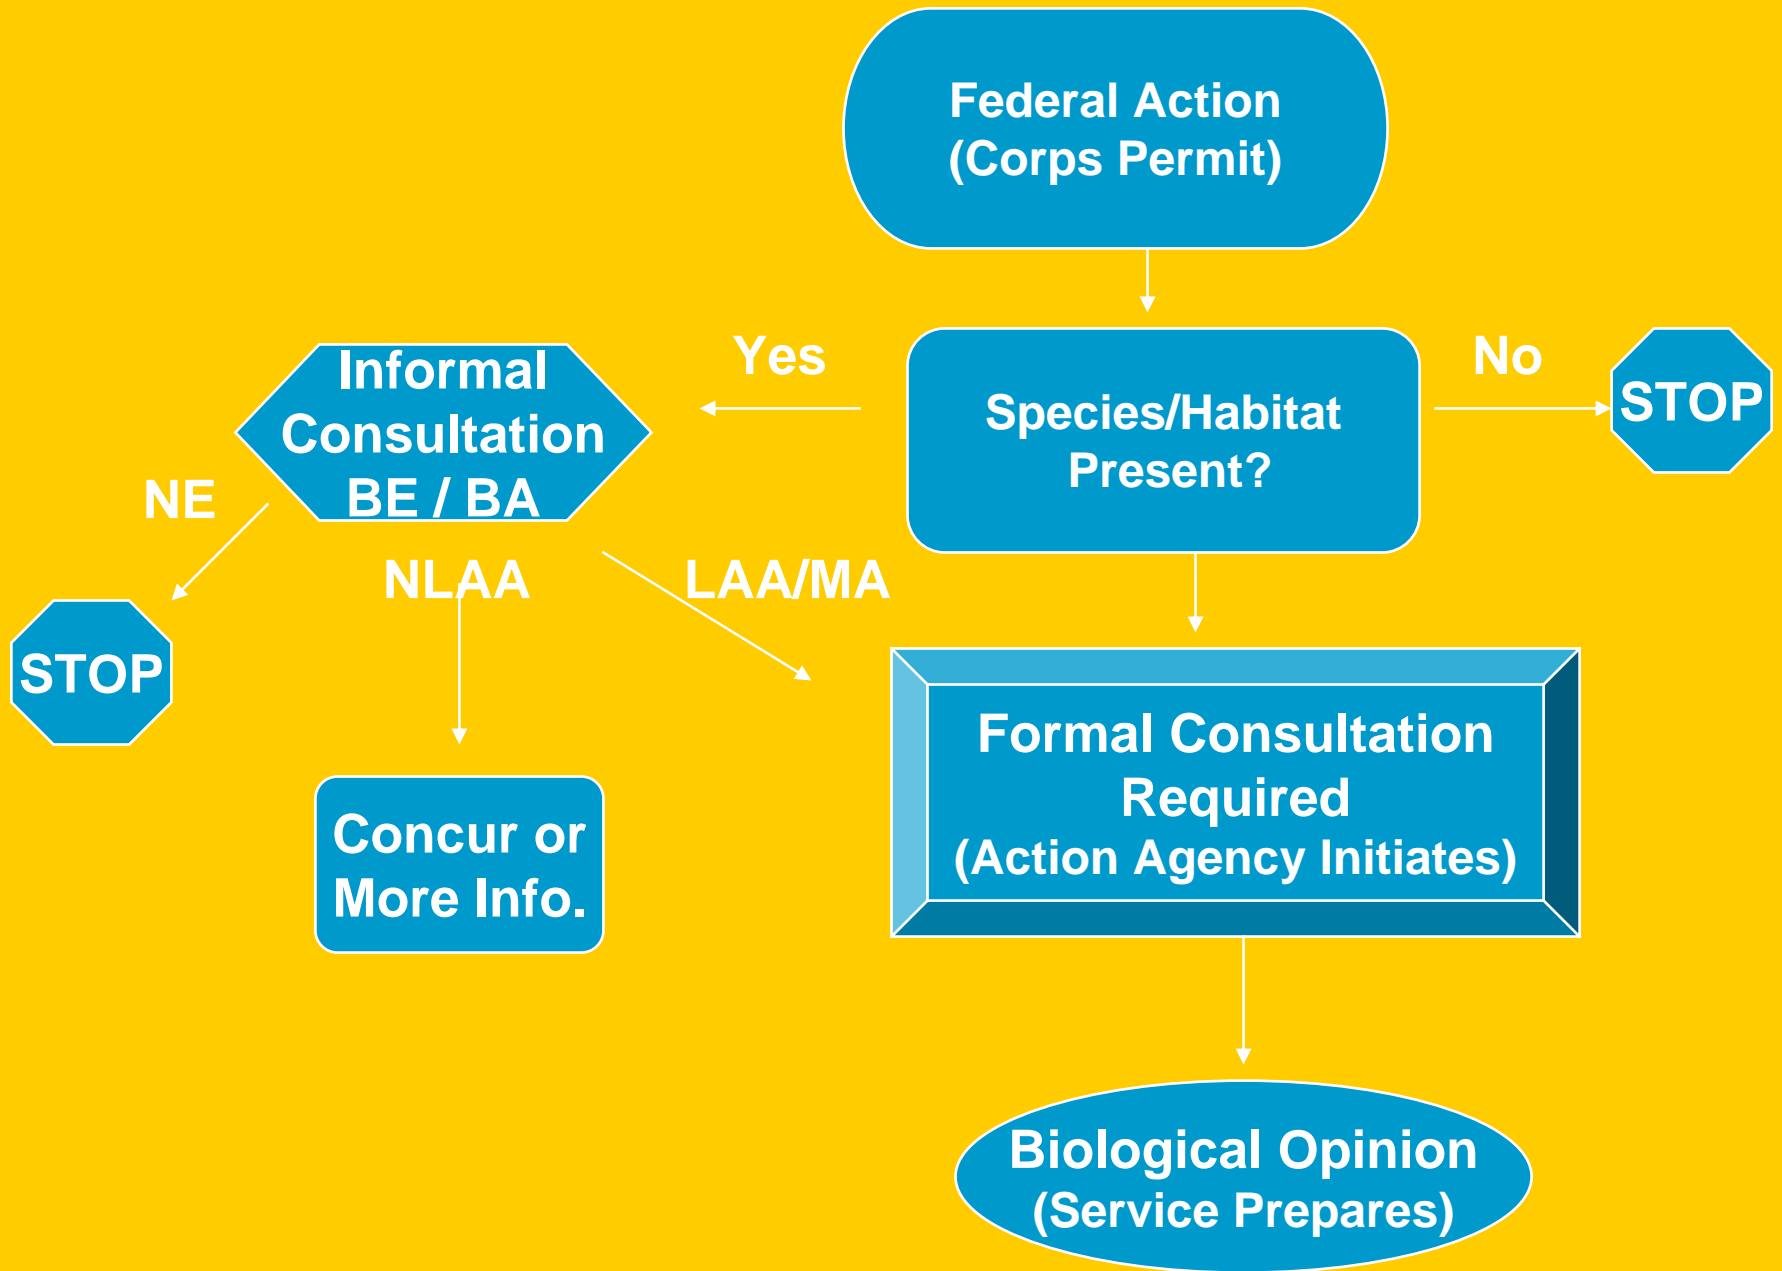 Federal Action
(Corps Permit)
Yes
No
Informal
Consultation
BE / BA
Species/Habitat
Present?
STOP
NE
NLAA
LAA/MA
STOP
Formal Consultation
Required
(Action Agency Initiates)
Concur or
More Info.
Biological Opinion
(Service Prepares)